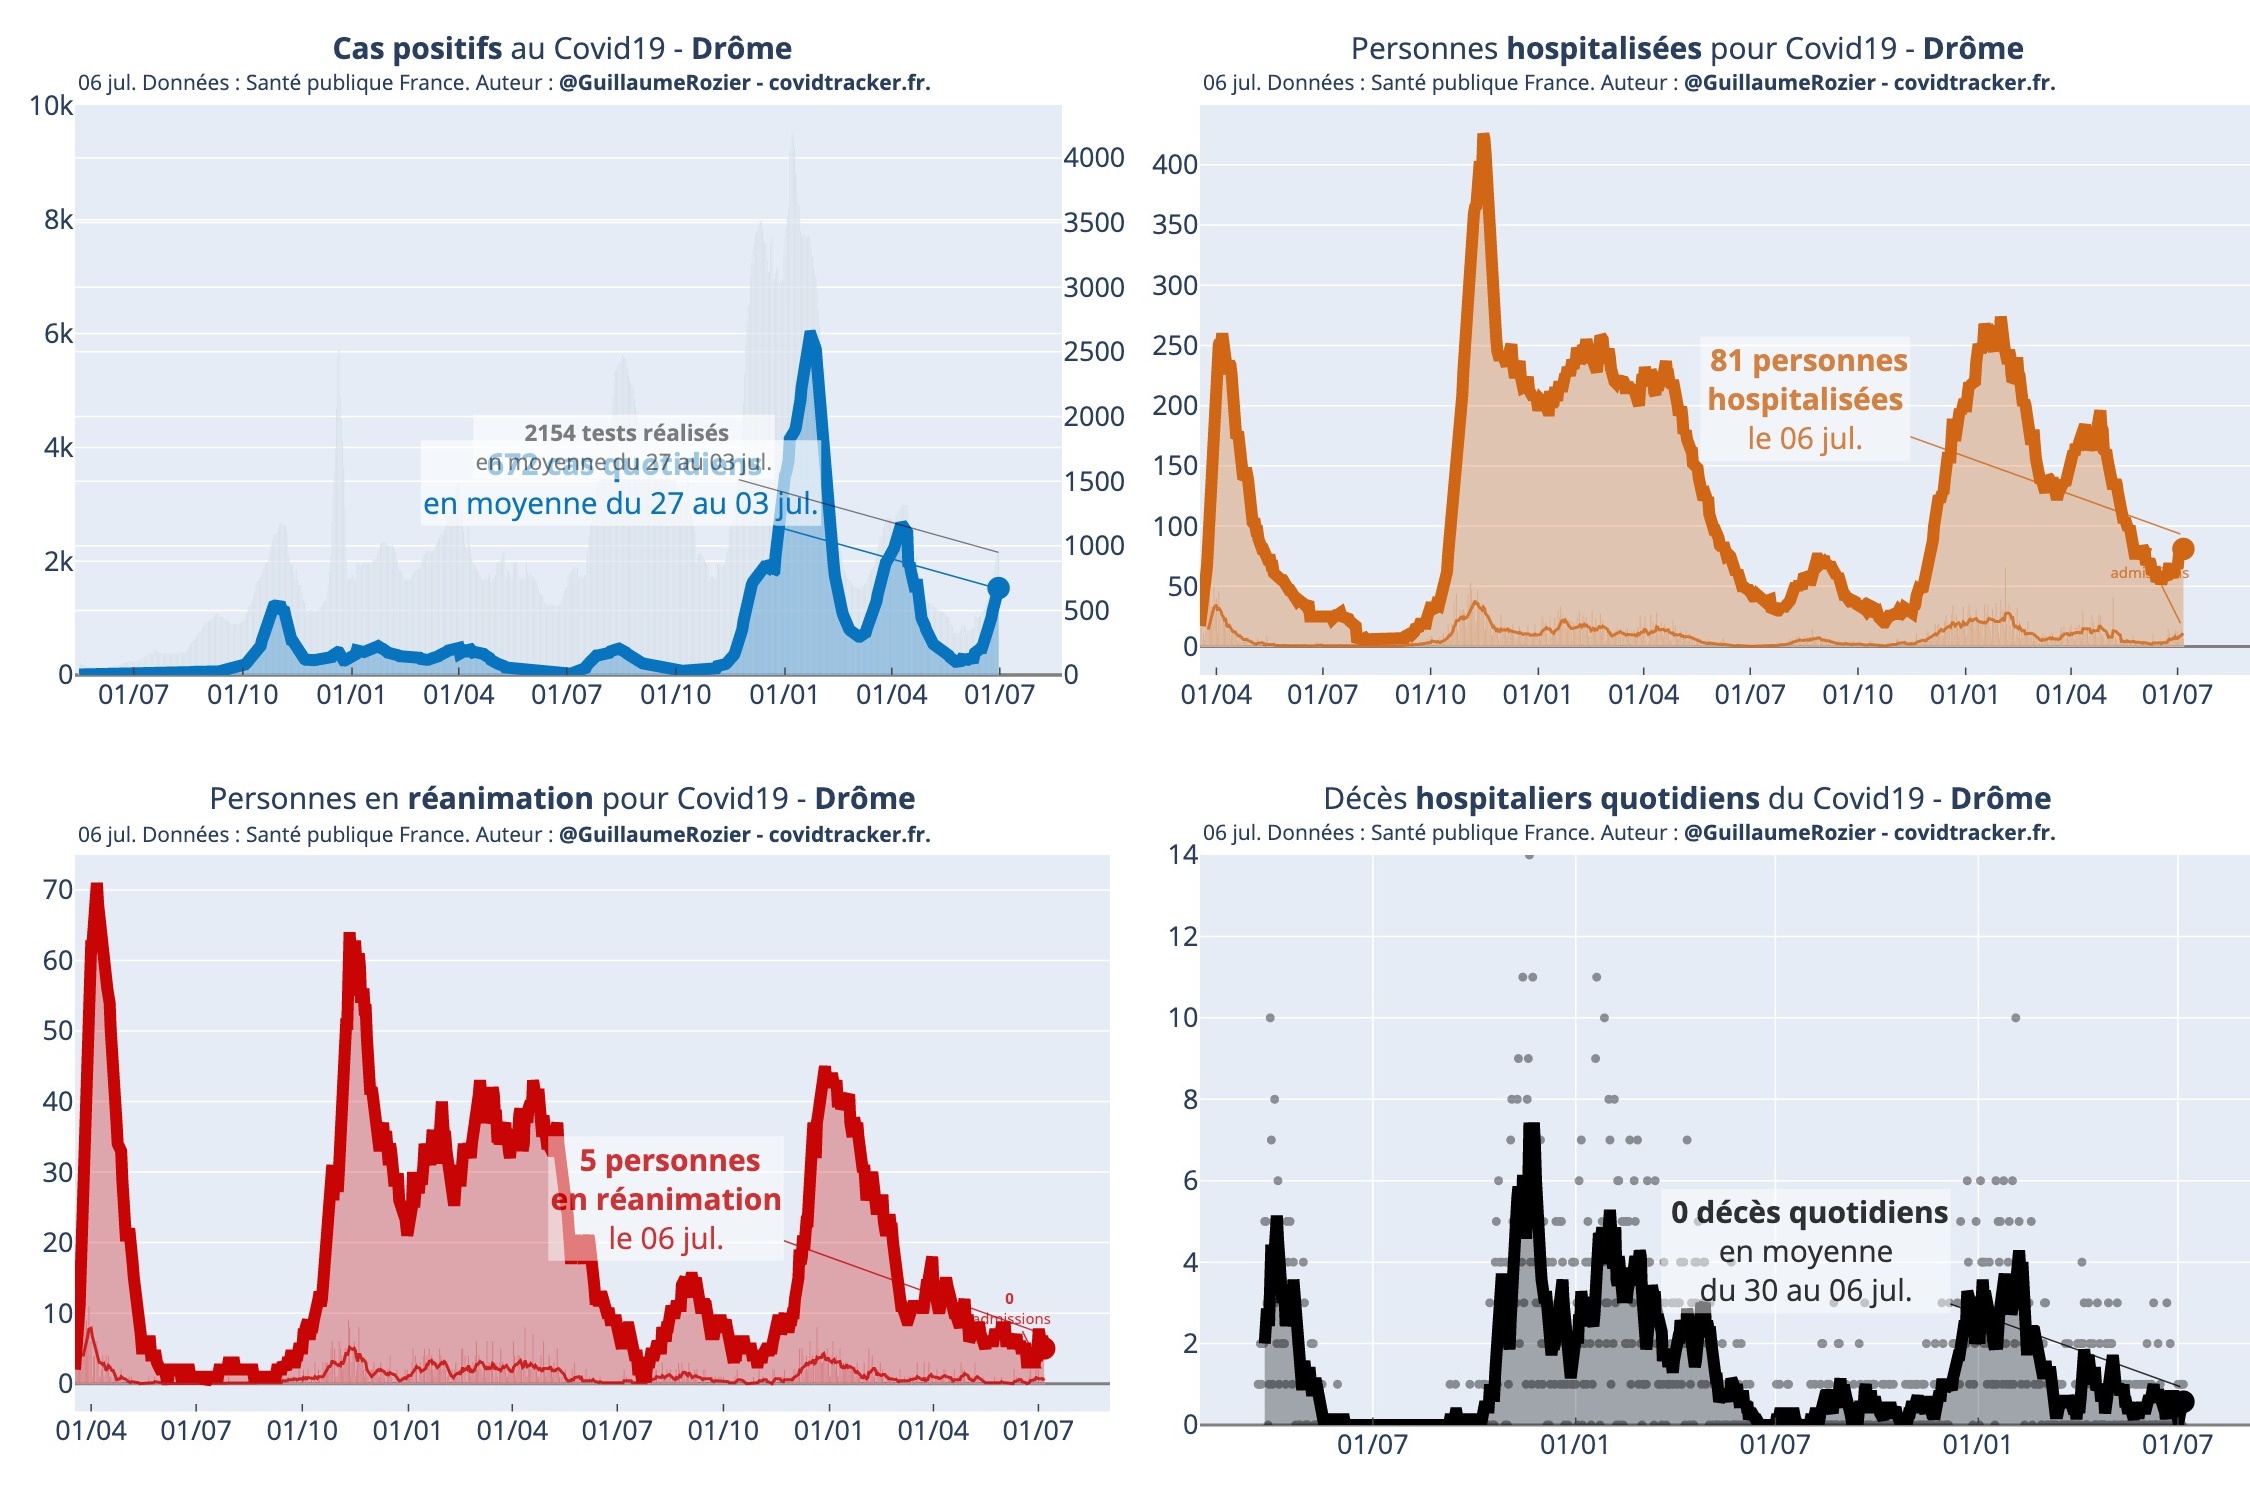 Cas positifs au Covid19 - Drôme
06 jul. Données : Santé publique France. Auteur : @GuillaumeRozier - covidtracker.fr.
10k
8k
6k
4k
2k
0
4000
3500
3000
2500
2000
1500
1000
500
0
2154 tests réalisés
en moyenne du 27 au 03 jul.
672 cas quotidiens
en moyenne du 27 au 03 jul.
01/07 01/10 01/01 01/04 01/07 01/10 01/01 01/04 01/07
Personnes hospitalisées pour Covid19 - Drôme
06 jul. Données : Santé publique France. Auteur : @GuillaumeRozier - covidtracker.fr.
400
350
300
250
200
150
100
50
0
81 personnes
hospitalisées
le 06 jul.
01/04 01/07 01/10 01/01 01/04 01/07 01/10 01/01 01/04 01/07
Personnes en réanimation pour Covid19 - Drôme
06 jul. Données : Santé publique France. Auteur : @GuillaumeRozier - covidtracker.fr.
70
60
50
40
30
20
10
0
5 personnes
en réanimation
le 06 jul.
0
admissions
01/04 01/07 01/10 01/01 01/04 01/07 01/10 01/01 01/04 01/07
Décès hospitaliers quotidiens du Covid19 - Drôme
06 jul. Données : Santé publique France. Auteur : @GuillaumeRozier - covidtracker.fr.
14
12
10
8
6
4
2
0
0 décès quotidiens
en moyenne
du 30 au 06 jul.
01/07 01/01 01/07 01/01 01/07